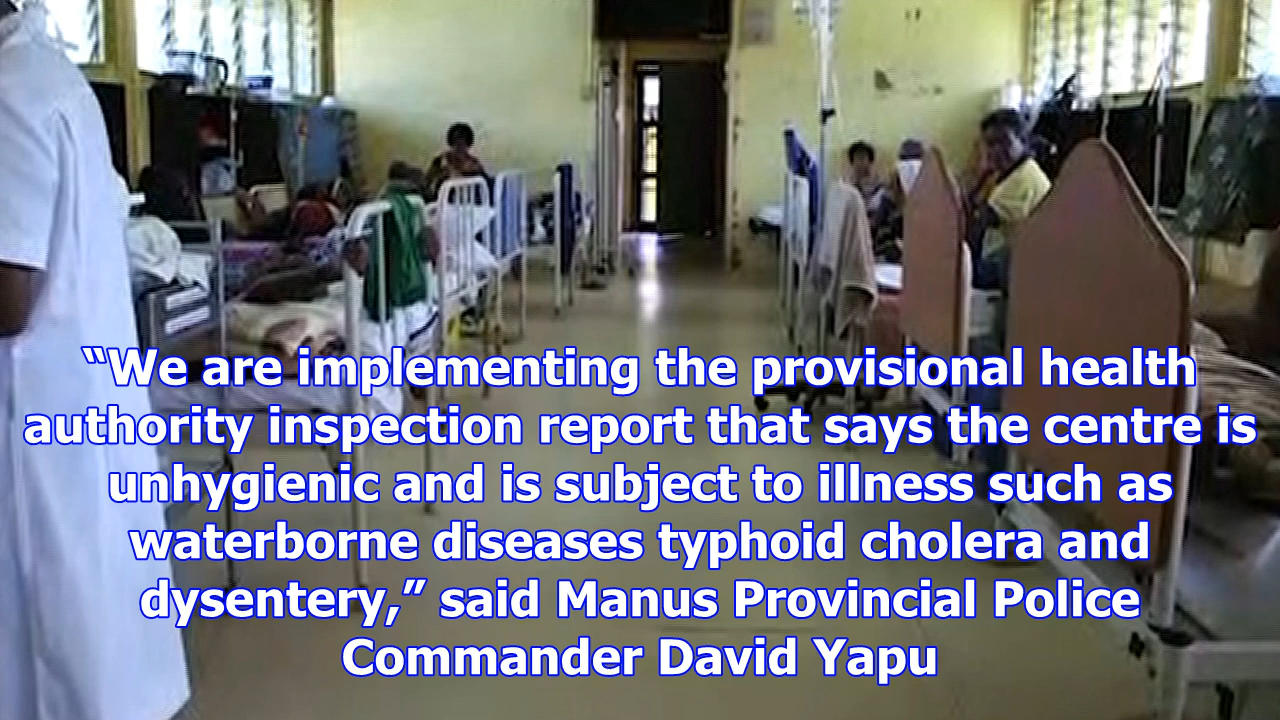 “We are implementing the provisional health
authority inspection report that says the centre is
unhygienic and is subject to illness such as
waterborne diseases typhoid cholera and
dysentery,” said Manus Provincial Police
Commander David Yapu